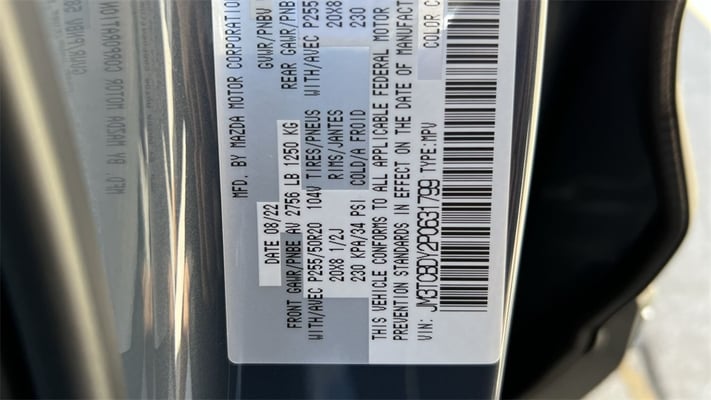 MFD. BY MAZDA MOTOR CORPORATION
DATE 08/22
GVWR/PNBV
FRONT GAWR/PNBE AV 2756 LB 1250 KG
REAR GAWR/PNB
WITH/AVEC P255/50R20 104V TIRES/PNEUS WITH/AVEC P255
20X8 1/2J RIMS/JANTES 20X8
230 KPA/34 PSI COLD/A FROID 230
THIS VEHICLE CONFORMS TO ALL APPLICABLE FEDERAL MOTOR
PREVENTION STANDARDS IN EFFECT ON THE DATE OF MANUFACT
VIN: JM3TCBDY2P0631799 TYPE:MPV COLOR C